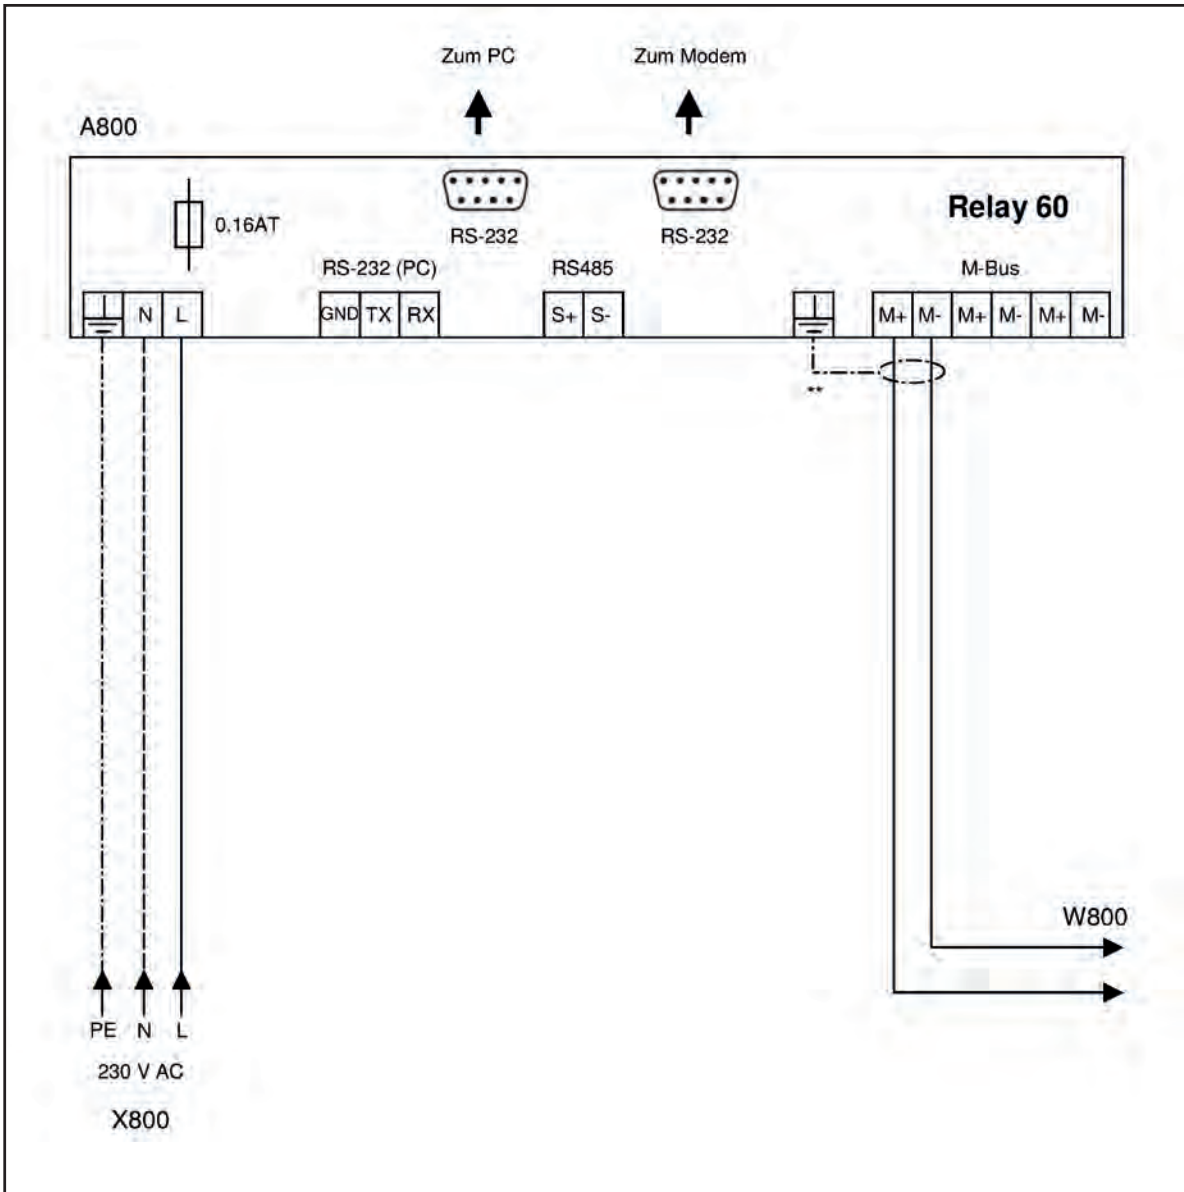 Zum PC Zum Modem
A800
Relay 60
0.16AT
RS-232 RS-232
RS-232 (PC) RS485 M-Bus
N L GND TX RX S+ S- M+ M- M+ M- M+ M-
**
W800
PE N L
230 V AC
X800